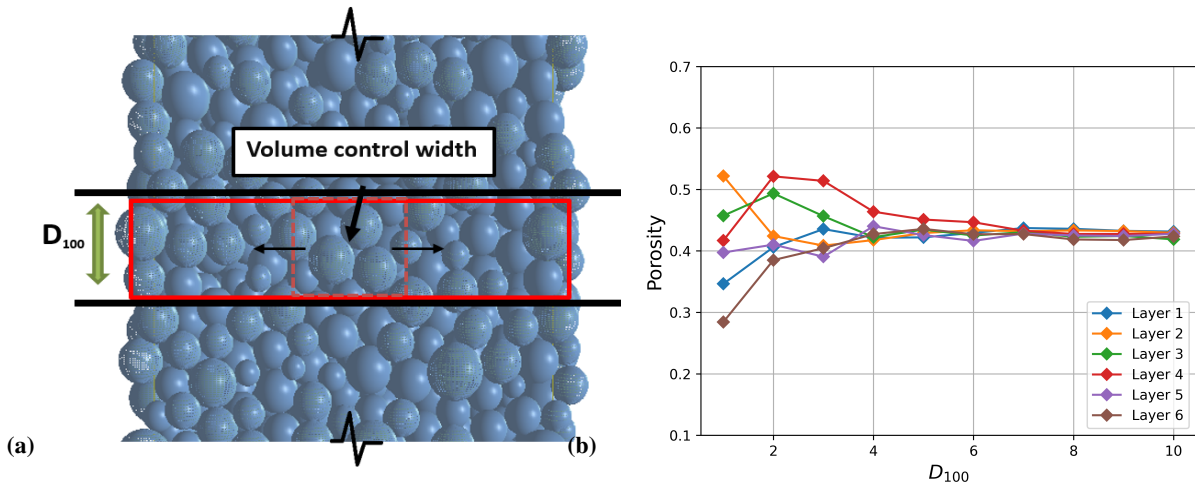 Volume control width
D₁₀₀
(a)
(b)
0.7
0.6
0.5
0.4
0.3
0.2
0.1
Porosity
2
4
6
8
10
D₁₀₀
Layer 1
Layer 2
Layer 3
Layer 4
Layer 5
Layer 6